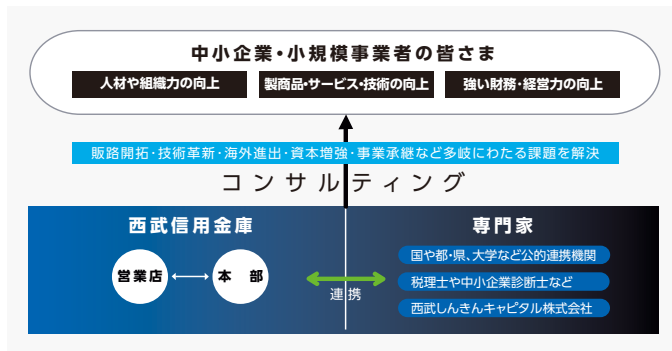 中小企業・小規模事業者の皆さま
人材や組織力の向上
製商品・サービス・技術の向上
強い財務・経営力の向上
販路開拓・技術革新・海外進出・資本増強・事業承継など多岐にわたる課題を解決
コンサルティング
西武信用金庫
営業店
本部
連携
専門家
国や都・県、大学など公的連携機関
税理士や中小企業診断士など
西武しんきんキャピタル株式会社